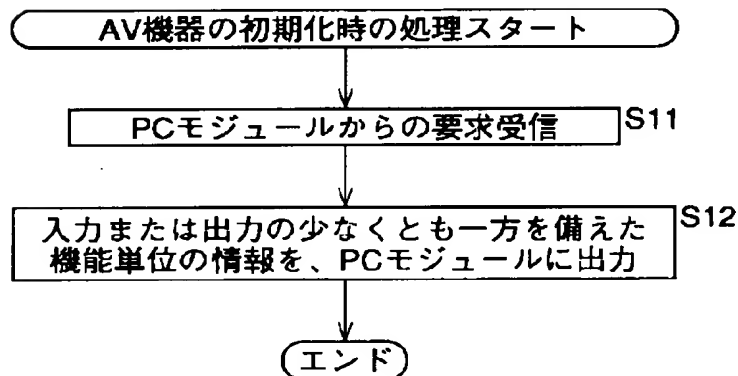 AV機器の初期化時の処理スタート
PCモジュールからの要求受信
S11
入力または出力の少なくとも一方を備えた
機能単位の情報を、PCモジュールに出力
S12
エンド